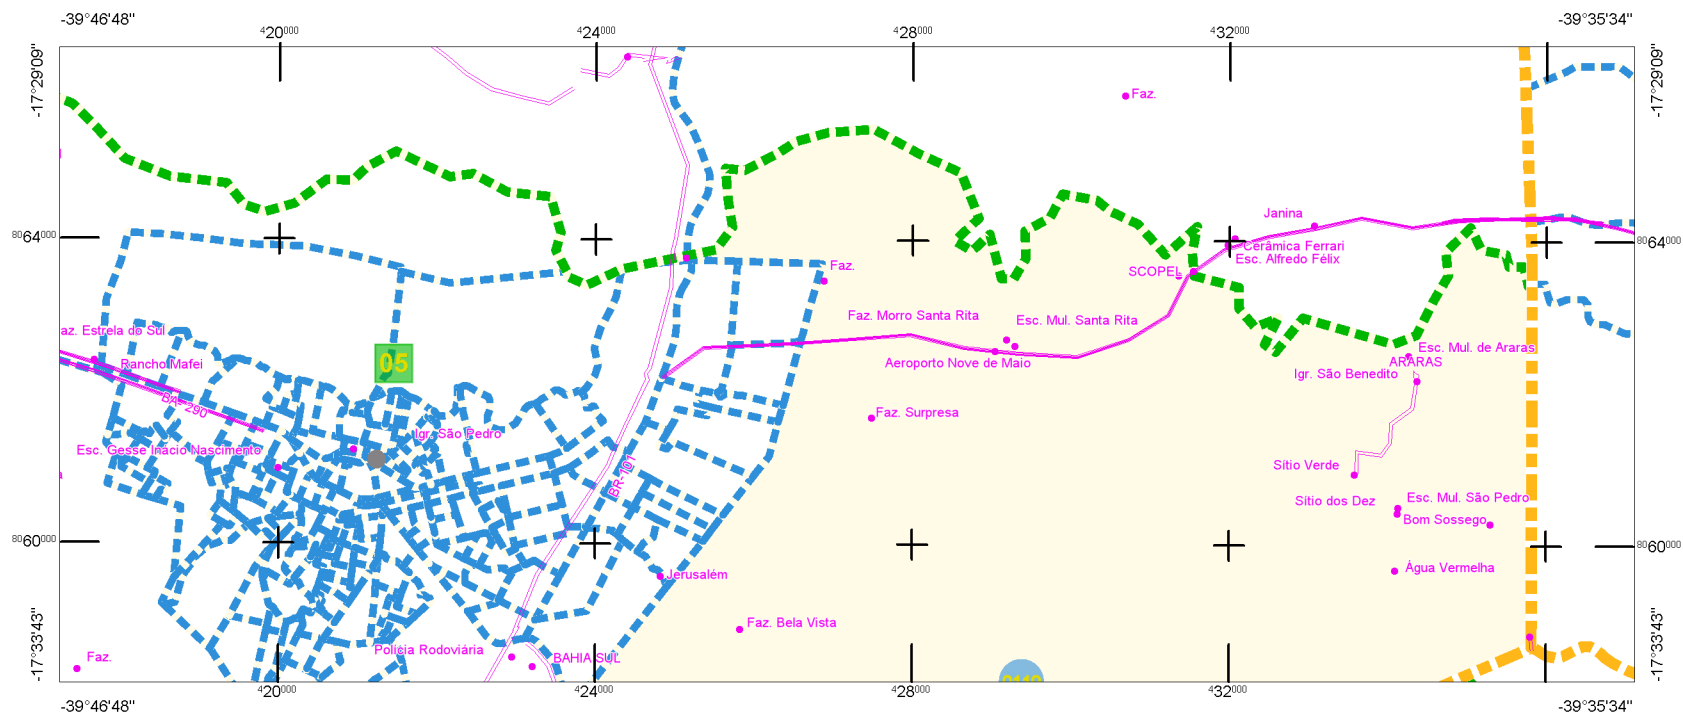 -39°46'48"
-39°35'34"
420000
424000
428000
432000
-17°29'09"
-17°29'09"
Faz.
Janina
8064000
8064000
Cerâmica Ferrari
Esc. Alfredo Félix
SCOPEL
Faz.
Faz. Morro Santa Rita
Esc. Mul. Santa Rita
az. Estrela do Sul
Rancho Mafei
05
Aeroporto Nove de Maio
Esc. Mul. de Araras
ARARAS
Igr. São Benedito
BA- 290
Faz. Surpresa
Igr. São Pedro
Esc. Gesse Inácio Nascimento
BR-101
Sítio Verde
Sítio dos Dez
Esc. Mul. São Pedro
Bom Sossego
8060000
8060000
Jerusalém
Água Vermelha
Faz. Bela Vista
-17°33'43"
-17°33'43"
Polícia Rodoviária
BAHIA SUL
Faz.
420000
424000
428000
432000
-39°46'48"
-39°35'34"